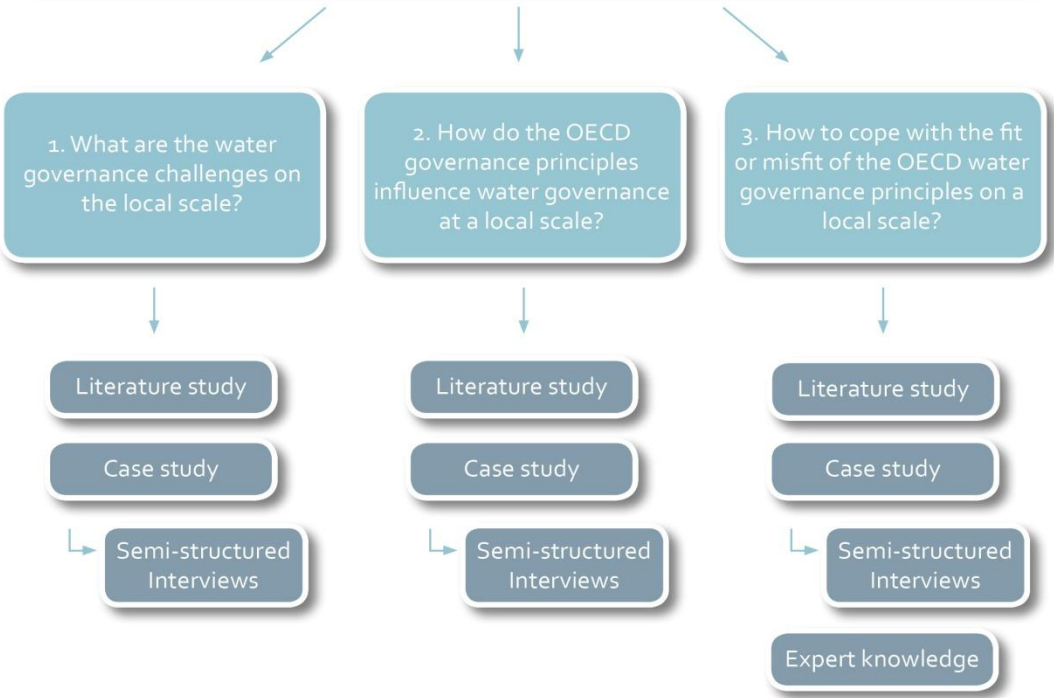 1. What are the water
governance challenges on
the local scale?
2. How do the OECD
governance principles
influence water governance
at a local scale?
3. How to cope with the fit
or misfit of the OECD water
governance principles on a
local scale?
Literature study
Case study
Semi-structured
Interviews
Literature study
Case study
Semi-structured
Interviews
Literature study
Case study
Semi-structured
Interviews
Expert knowledge